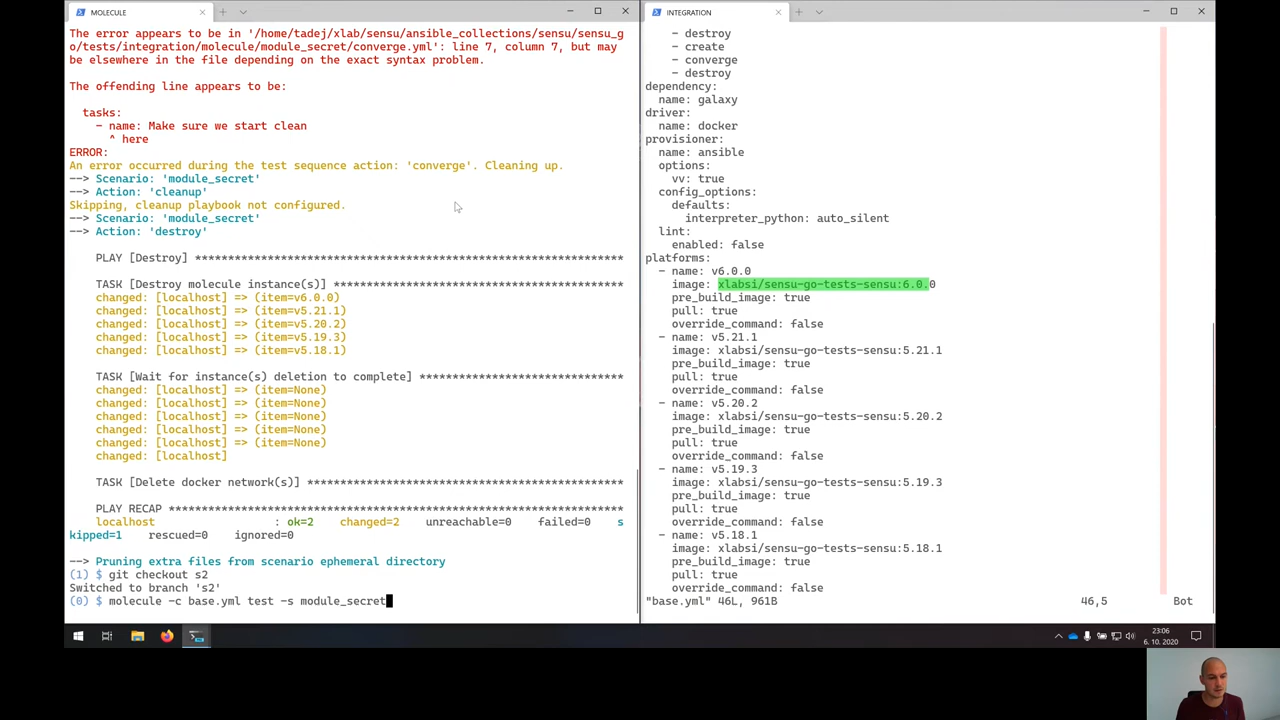 MOLECULE
The error appears to be in '/home/tadej/xlab/sensu/ansible_collections/sensu/sensu_g
o/tests/integration/molecule/module_secret/converge.yml': line 7, column 7, but may
be elsewhere in the file depending on the exact syntax problem.
The offending line appears to be:
tasks:
- name: Make sure we start clean
^ here
ERROR:
An error occurred during the test sequence action: 'converge'. Cleaning up.
--> Scenario: 'module_secret'
--> Action: 'cleanup'
Skipping, cleanup playbook not configured.
--> Scenario: 'module_secret'
--> Action: 'destroy'
PLAY [Destroy] *****************************************************************
TASK [Destroy molecule instance(s)] ********************************************
changed: [localhost] => (item=v6.0.0)
changed: [localhost] => (item=v5.21.1)
changed: [localhost] => (item=v5.20.2)
changed: [localhost] => (item=v5.19.3)
changed: [localhost] => (item=v5.18.1)
TASK [Wait for instance(s) deletion to complete] *******************************
changed: [localhost] => (item=None)
changed: [localhost] => (item=None)
changed: [localhost] => (item=None)
changed: [localhost] => (item=None)
changed: [localhost] => (item=None)
changed: [localhost]
TASK [Delete docker network(s)] ************************************************
PLAY RECAP *********************************************************************
localhost : ok=2 changed=2 unreachable=0 failed=0 s
kipped=1 rescued=0 ignored=0
--> Pruning extra files from scenario ephemeral directory
(1) $ git checkout s2
Switched to branch 's2'
(0) $ molecule -c base.yml test -s module_secret
INTEGRATION
- destroy
- create
- converge
- destroy
dependency:
name: galaxy
driver:
name: docker
provisioner:
name: ansible
options:
vv: true
config_options:
defaults:
interpreter_python: auto_silent
lint:
enabled: false
platforms:
- name: v6.0.0
image: xlabsi/sensu-go-tests-sensu:6.0.0
pre_build_image: true
pull: true
override_command: false
- name: v5.21.1
image: xlabsi/sensu-go-tests-sensu:5.21.1
pre_build_image: true
pull: true
override_command: false
- name: v5.20.2
image: xlabsi/sensu-go-tests-sensu:5.20.2
pre_build_image: true
pull: true
override_command: false
- name: v5.19.3
image: xlabsi/sensu-go-tests-sensu:5.19.3
pre_build_image: true
pull: true
override_command: false
- name: v5.18.1
image: xlabsi/sensu-go-tests-sensu:5.18.1
pre_build_image: true
pull: true
override_command: false
"base.yml" 46L, 961B 46,5 Bot
23:06
6. 10. 2020